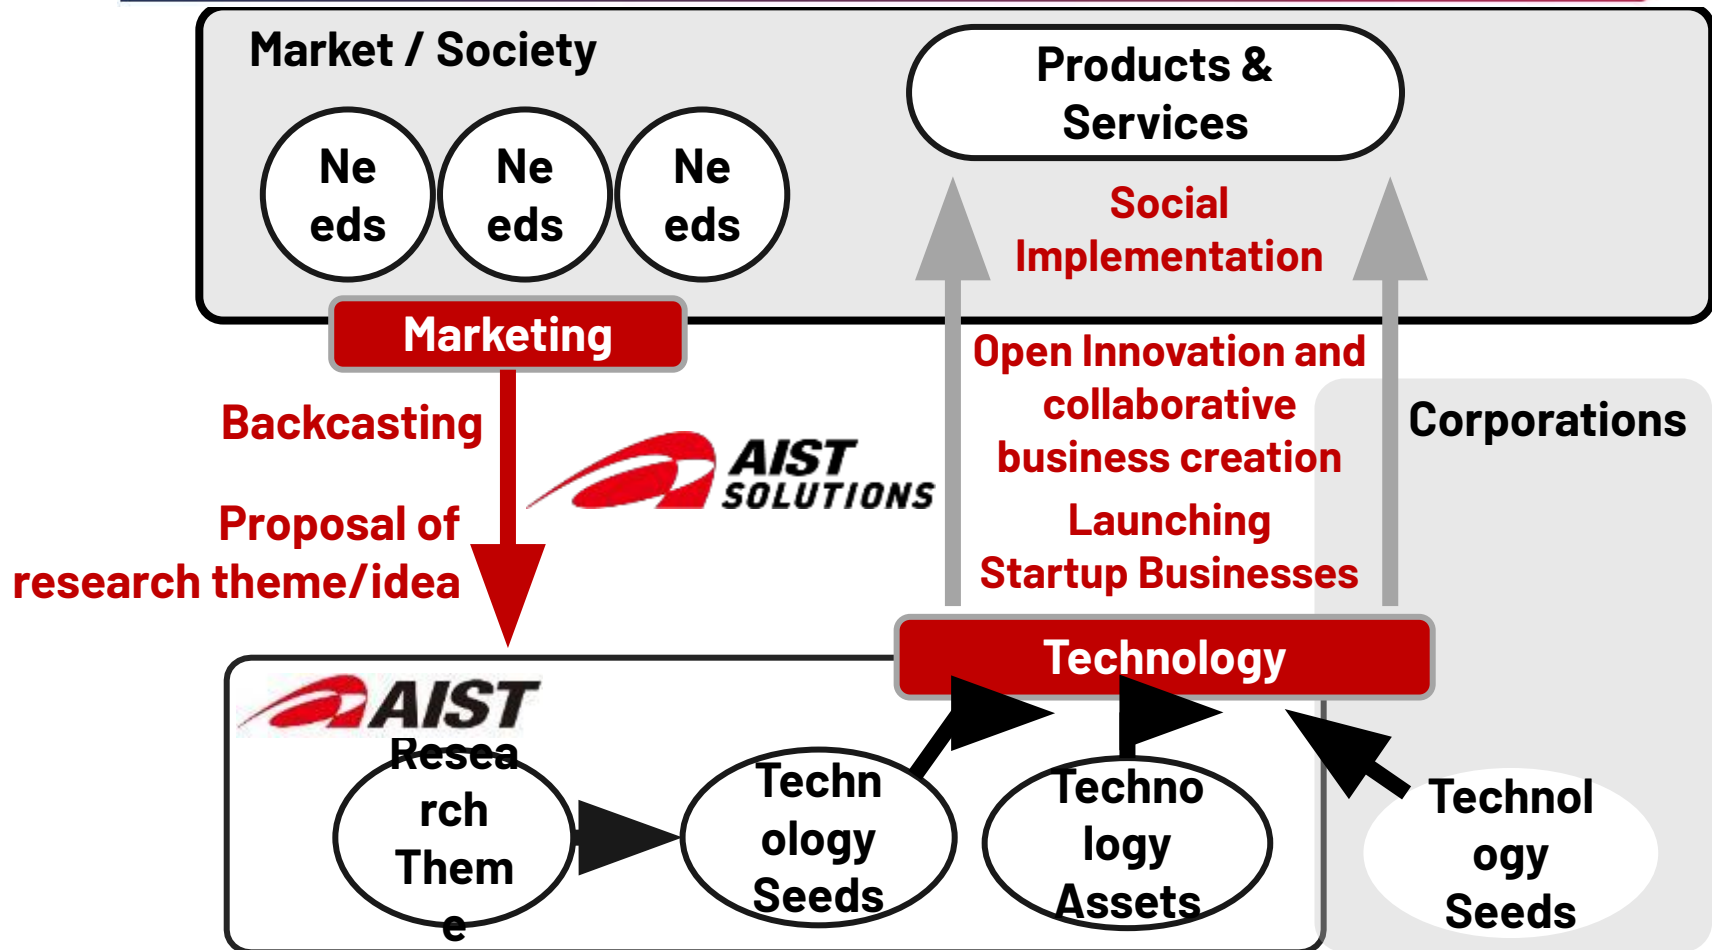 Market / Society
Products &
Services
Ne
eds
Ne
eds
Ne
eds
Social
Implementation
Marketing
Backcasting
Proposal of
research theme/idea
AIST
SOLUTIONS
Open Innovation and
collaborative
business creation
Launching
Startup Businesses
Corporations
Technology
AIST
Resea
rch
Them
e
Techn
ology
Seeds
Techno
logy
Assets
Technol
ogy
Seeds